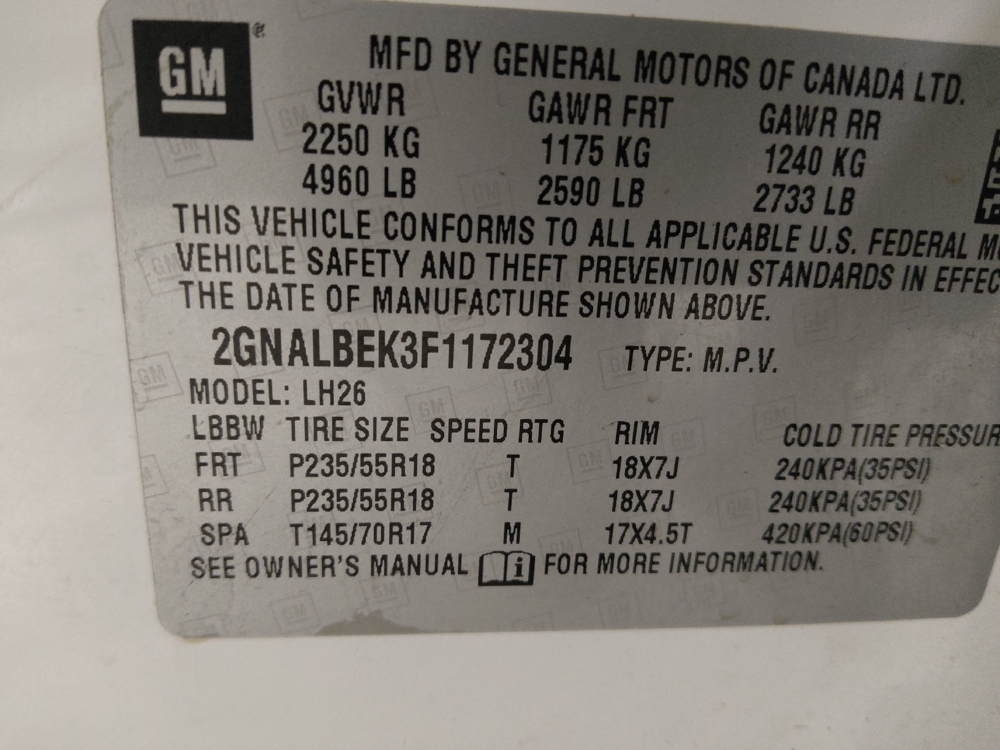 GM ® MFD BY GENERAL MOTORS OF CANADA LTD.
GVWR GAWR FRT GAWR RR
2250 KG 1175 KG 1240 KG
4960 LB 2590 LB 2733 LB
THIS VEHICLE CONFORMS TO ALL APPLICABLE U.S. FEDERAL M
VEHICLE SAFETY AND THEFT PREVENTION STANDARDS IN EFFEC
THE DATE OF MANUFACTURE SHOWN ABOVE.
2GNALBEK3F1172304 TYPE: M.P.V.
MODEL: LH26
LBBW TIRE SIZE SPEED RTG RIM COLD TIRE PRESSUR
FRT P235/55R18 T 18X7J 240KPA(35PSI)
RR P235/55R18 T 18X7J 240KPA(35PSI)
SPA T145/70R17 M 17X4.5T 420KPA(60PSI)
SEE OWNER'S MANUAL i FOR MORE INFORMATION.